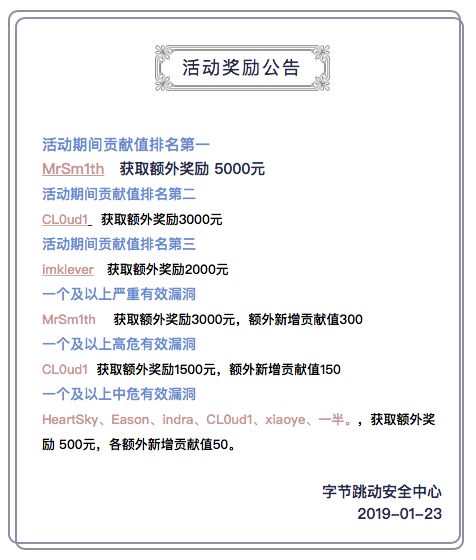 活动奖励公告
活动期间贡献值排名第一
MrSm1th 获取额外奖励 5000元
活动期间贡献值排名第二
CL0ud1 获取额外奖励3000元
活动期间贡献值排名第三
imklever 获取额外奖励2000元
一个及以上严重有效漏洞
MrSm1th 获取额外奖励3000元，额外新增贡献值300
一个及以上高危有效漏洞
CL0ud1 获取额外奖励1500元，额外新增贡献值150
一个及以上中危有效漏洞
HeartSky、Eason、indra、CL0ud1、xiaoye、一半。，获取额外奖
励 500元，各额外新增贡献值50。
字节跳动安全中心
2019-01-23